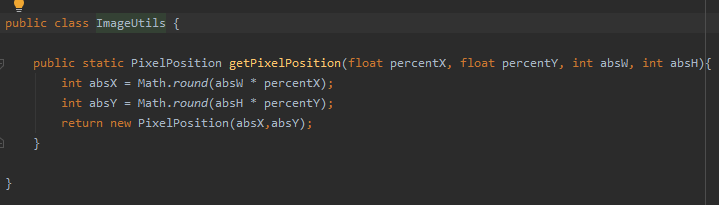 public class ImageUtils {
public static PixelPosition getPixelPosition(float percentX, float percentY, int absW, int absH){
int absX = Math.round(absW * percentX);
int absY = Math.round(absH * percentY);
return new PixelPosition(absX,absY);
}
}